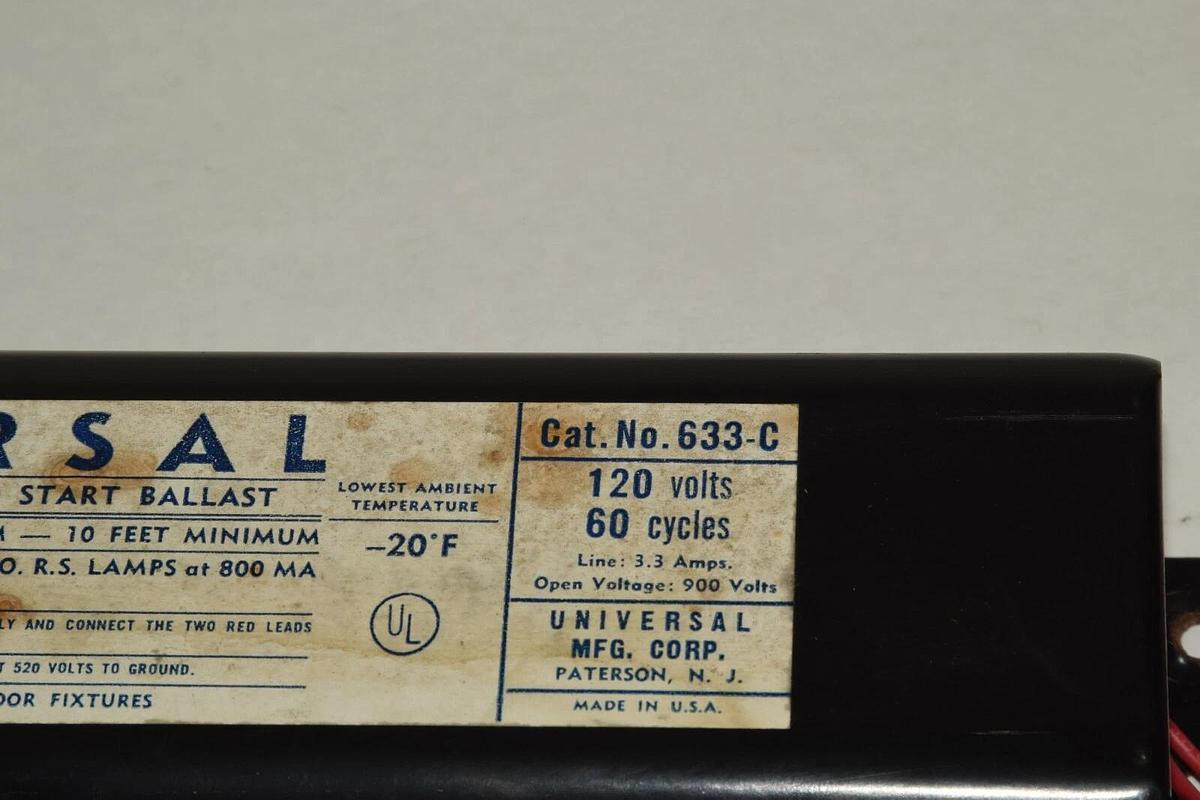 RSAL
START BALLAST
M — 10 FEET MINIMUM
O. R.S. LAMPS at 800 MA
LY AND CONNECT THE TWO RED LEADS
T 520 VOLTS TO GROUND.
OOR FIXTURES
LOWEST AMBIENT
TEMPERATURE
–20°F
UL
Cat. No. 633-C
120 volts
60 cycles
Line: 3.3 Amps.
Open Voltage: 900 Volts
UNIVERSAL
MFG. CORP.
PATERSON, N. J.
MADE IN U.S.A.